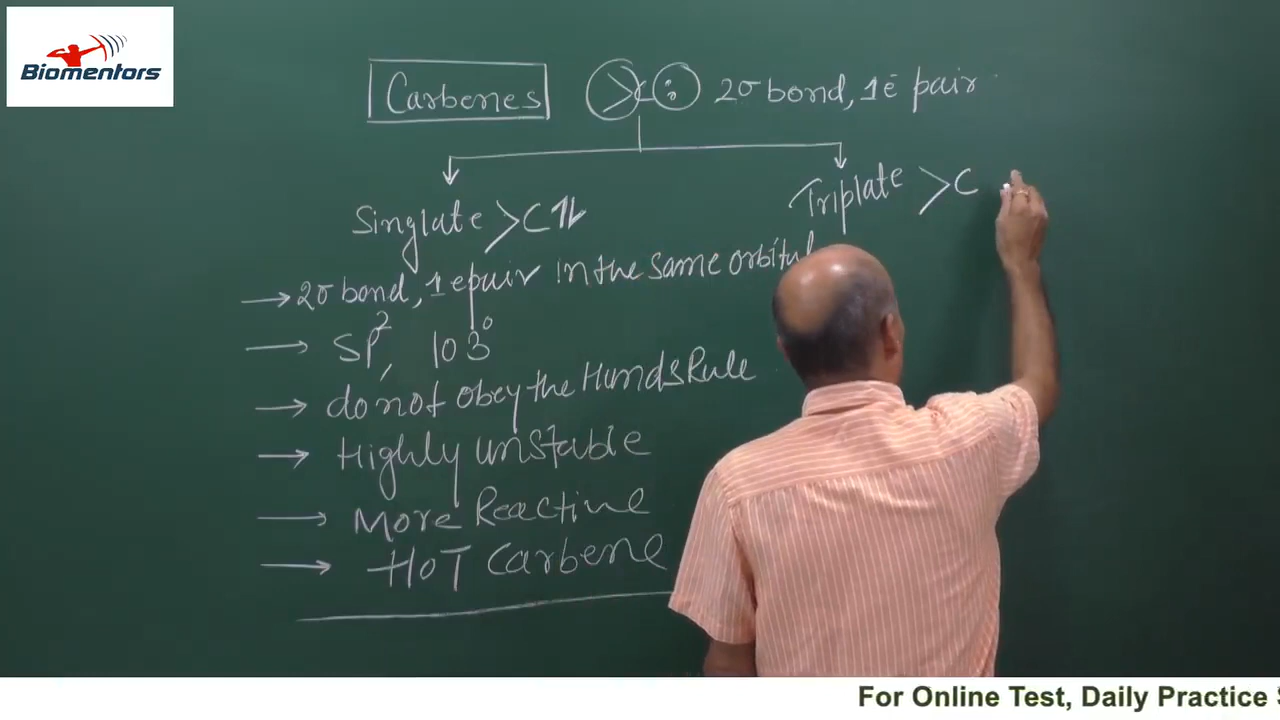 Biomentors
Carbenes >C: 2σ bond, 1ē pair
Singlate >C⥮
Triplate >C
→ 2σ bond, 1 e pair in the same orbital
→ SP², 103°
→ do not obey the Hunds Rule
→ Highly unstable
→ More Reactive
→ HOT Carbene
For Online Test, Daily Practice S